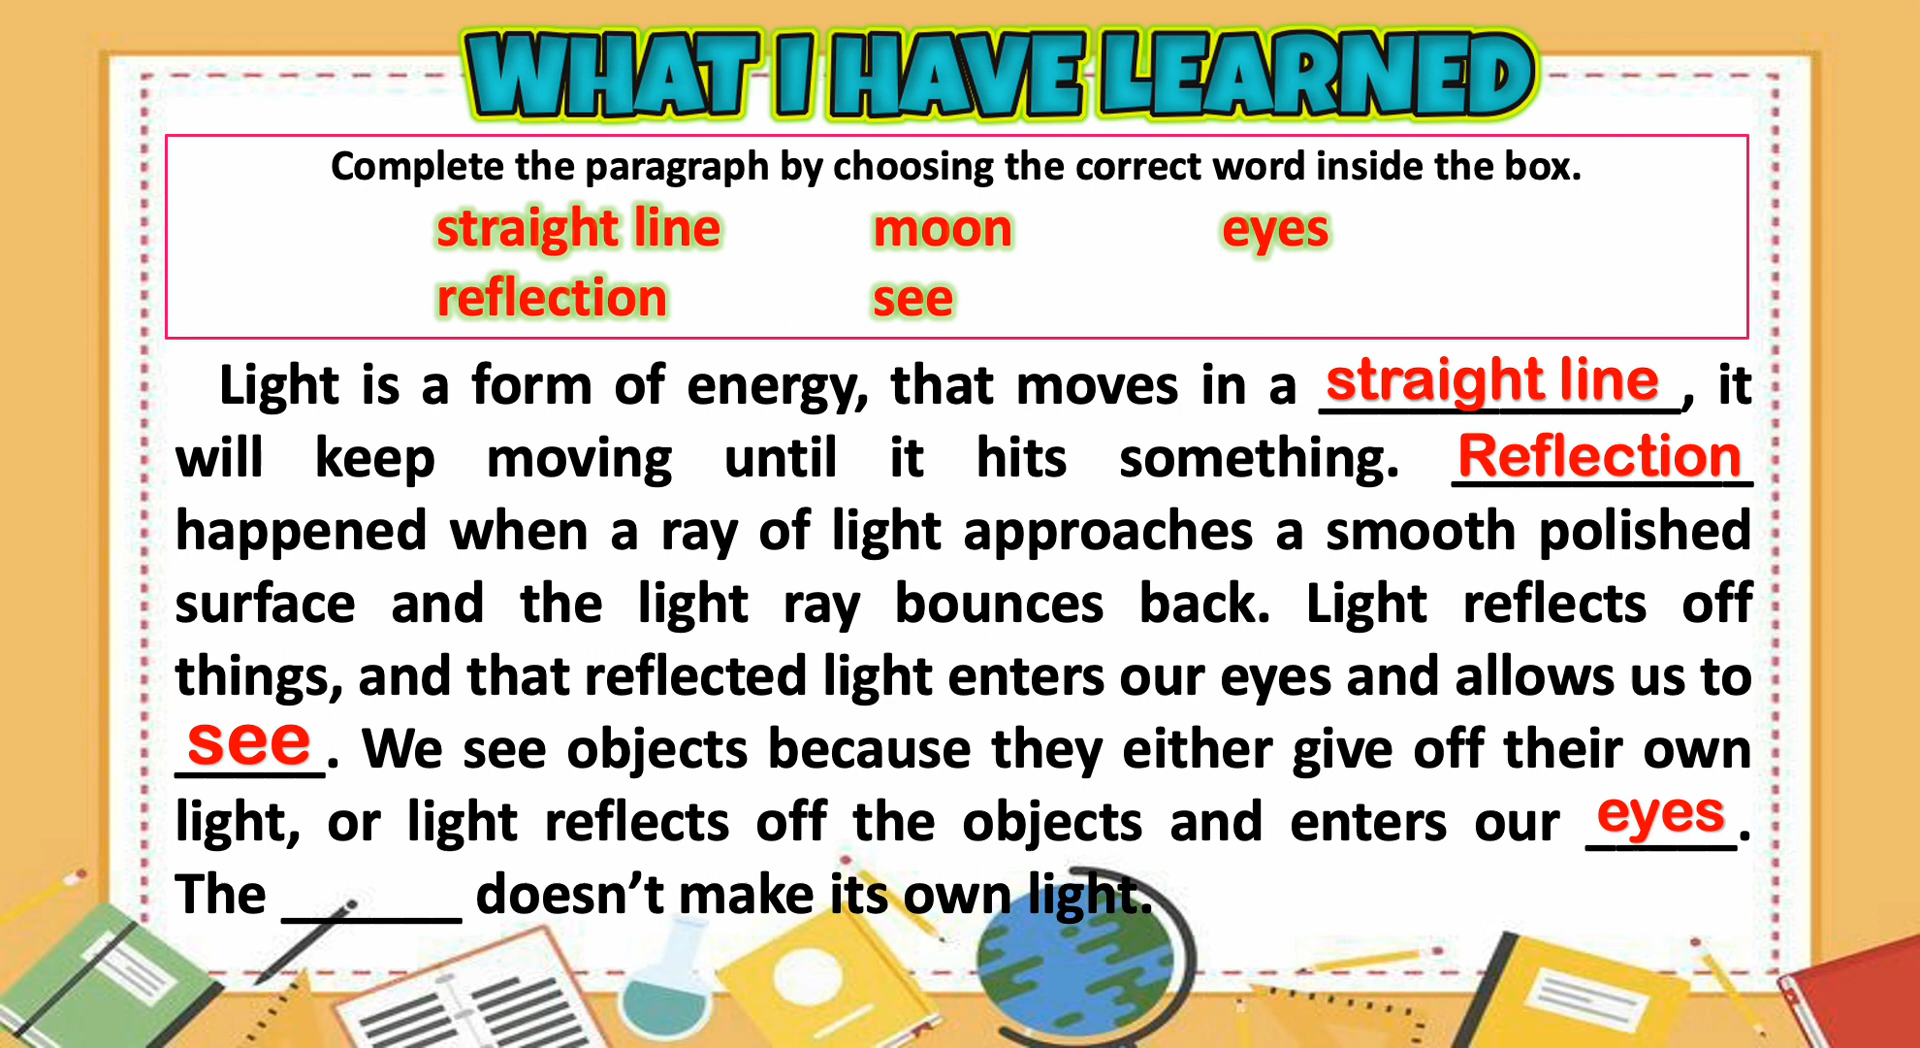 WHAT I HAVE LEARNED
Complete the paragraph by choosing the correct word inside the box.
straight line moon eyes
reflection see
Light is a form of energy, that moves in a straight line, it
will keep moving until it hits something. Reflection
happened when a ray of light approaches a smooth polished
surface and the light ray bounces back. Light reflects off
things, and that reflected light enters our eyes and allows us to
see. We see objects because they either give off their own
light, or light reflects off the objects and enters our eyes.
The ______ doesn’t make its own light.